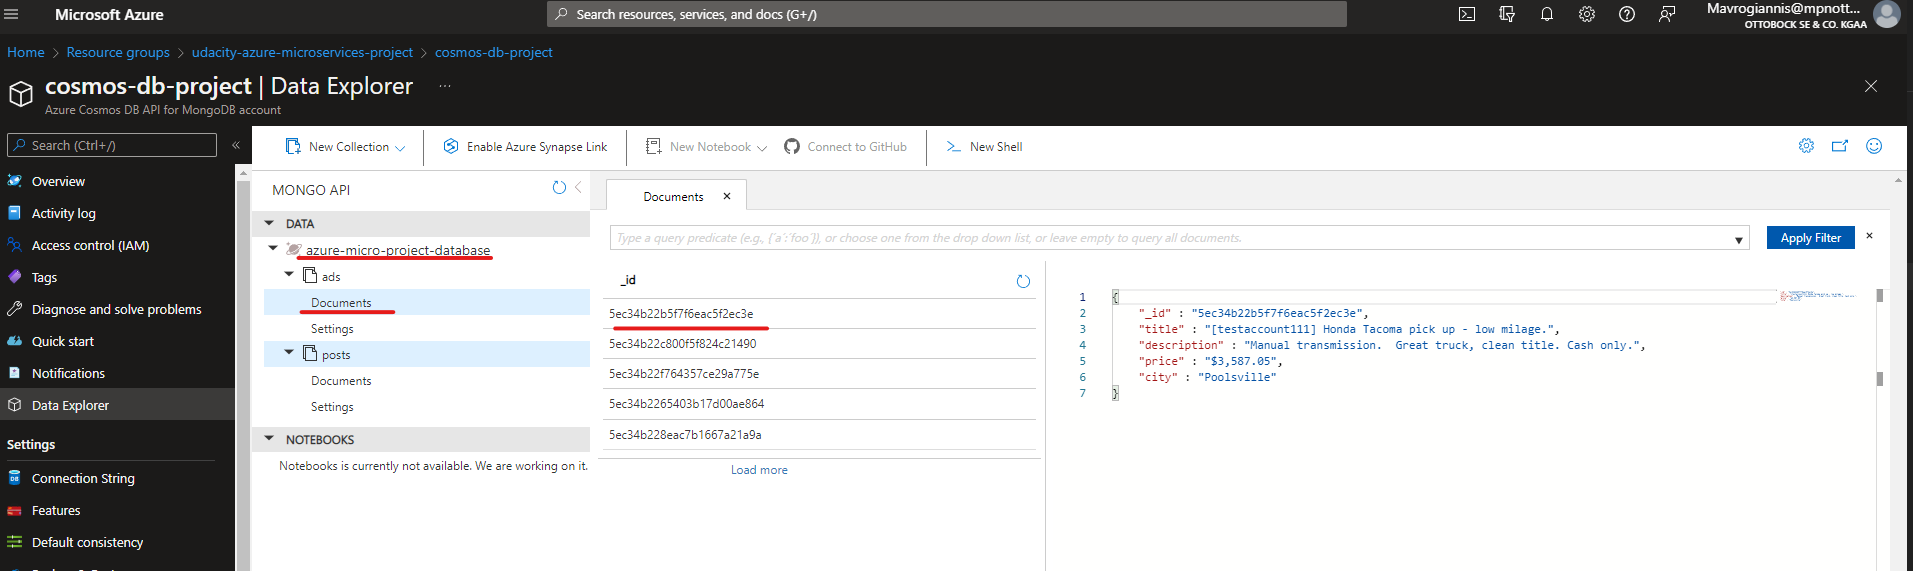 Microsoft Azure
Search resources, services, and docs (G+/)
Mavrogiannis@mpnott...
OTTOBOCK SE & CO. KGAA
Home > Resource groups > udacity-azure-microservices-project > cosmos-db-project
cosmos-db-project | Data Explorer ...
Azure Cosmos DB API for MongoDB account
Search (Ctrl+/)
«
Overview
Activity log
Access control (IAM)
Tags
Diagnose and solve problems
Quick start
Notifications
Data Explorer
Settings
Connection String
Features
Default consistency
New Collection
Enable Azure Synapse Link
New Notebook
Connect to GitHub
New Shell
MONGO API
DATA
azure-micro-project-database
ads
Documents
Settings
posts
Documents
Settings
NOTEBOOKS
Notebooks is currently not available. We are working on it.
Documents
Type a query predicate (e.g., {´a´:´foo´}), or choose one from the drop down list, or leave empty to query all documents.
Apply Filter
_id
5ec34b22b5f7f6eac5f2ec3e
5ec34b22c800f5f824c21490
5ec34b22f764357ce29a775e
5ec34b2265403b17d00ae864
5ec34b228eac7b1667a21a9a
Load more
1 {
2 "_id" : "5ec34b22b5f7f6eac5f2ec3e",
3 "title" : "[testaccount111] Honda Tacoma pick up - low milage.",
4 "description" : "Manual transmission.  Great truck, clean title. Cash only.",
5 "price" : "$3,587.05",
6 "city" : "Poolsville"
7 }